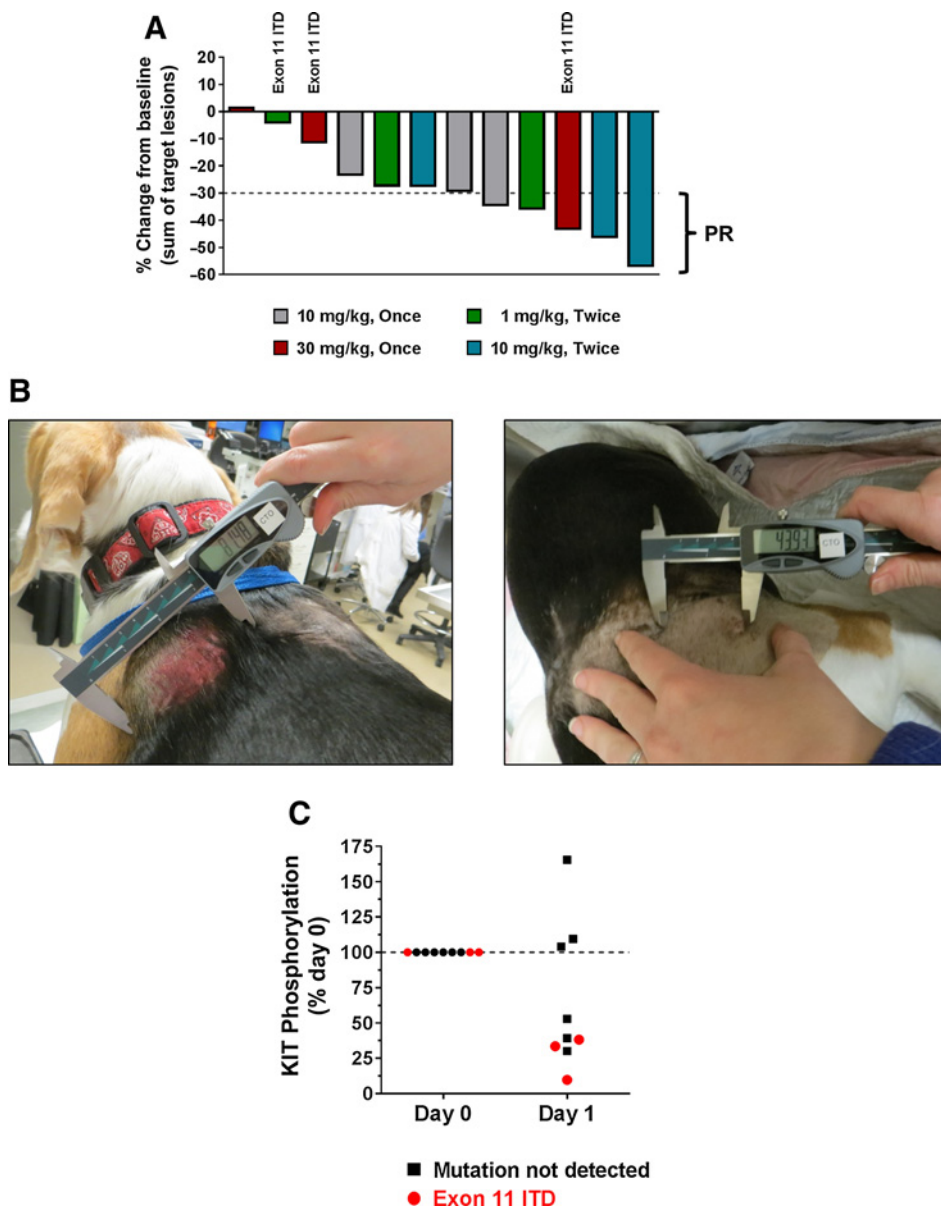 A
Exon 11 ITD
Exon 11 ITD
Exon 11 ITD
20
10
0
–10
–20
–30
–40
–50
–60
% Change from baseline
(sum of target lesions)
PR
10 mg/kg, Once
1 mg/kg, Twice
30 mg/kg, Once
10 mg/kg, Twice
B
CTO
CTO
C
175
150
125
100
75
50
25
0
KIT Phosphorylation
(% day 0)
Day 0
Day 1
Mutation not detected
Exon 11 ITD